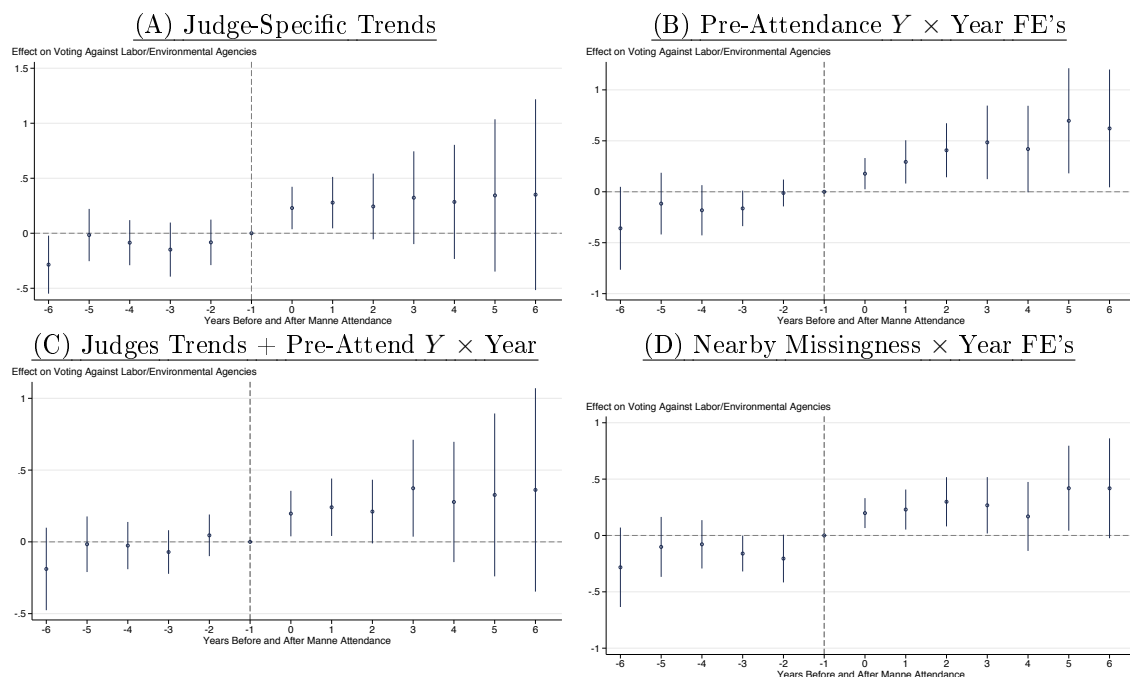 (A) Judge-Specific Trends
Effect on Voting Against Labor/Environmental Agencies
1.5
1
.5
0
-.5
-6 -5 -4 -3 -2 -1 0 1 2 3 4 5 6
Years Before and After Manne Attendance
(B) Pre-Attendance Y × Year FE's
Effect on Voting Against Labor/Environmental Agencies
1
.5
0
-.5
-1
-6 -5 -4 -3 -2 -1 0 1 2 3 4 5 6
Years Before and After Manne Attendance
(C) Judges Trends + Pre-Attend Y × Year
Effect on Voting Against Labor/Environmental Agencies
1
.5
0
-.5
-6 -5 -4 -3 -2 -1 0 1 2 3 4 5 6
Years Before and After Manne Attendance
(D) Nearby Missingness × Year FE's
Effect on Voting Against Labor/Environmental Agencies
1
.5
0
-.5
-1
-6 -5 -4 -3 -2 -1 0 1 2 3 4 5 6
Years Before and After Manne Attendance